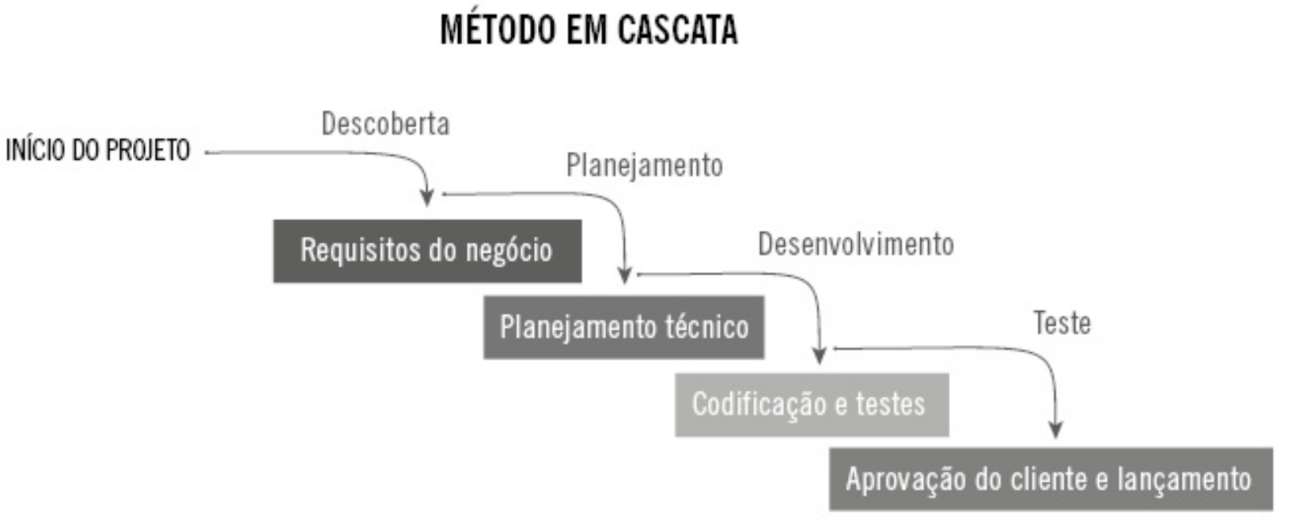 MÉTODO EM CASCATA
Descoberta
INÍCIO DO PROJETO
Planejamento
Requisitos do negócio
Desenvolvimento
Planejamento técnico
Teste
Codificação e testes
Aprovação do cliente e lançamento